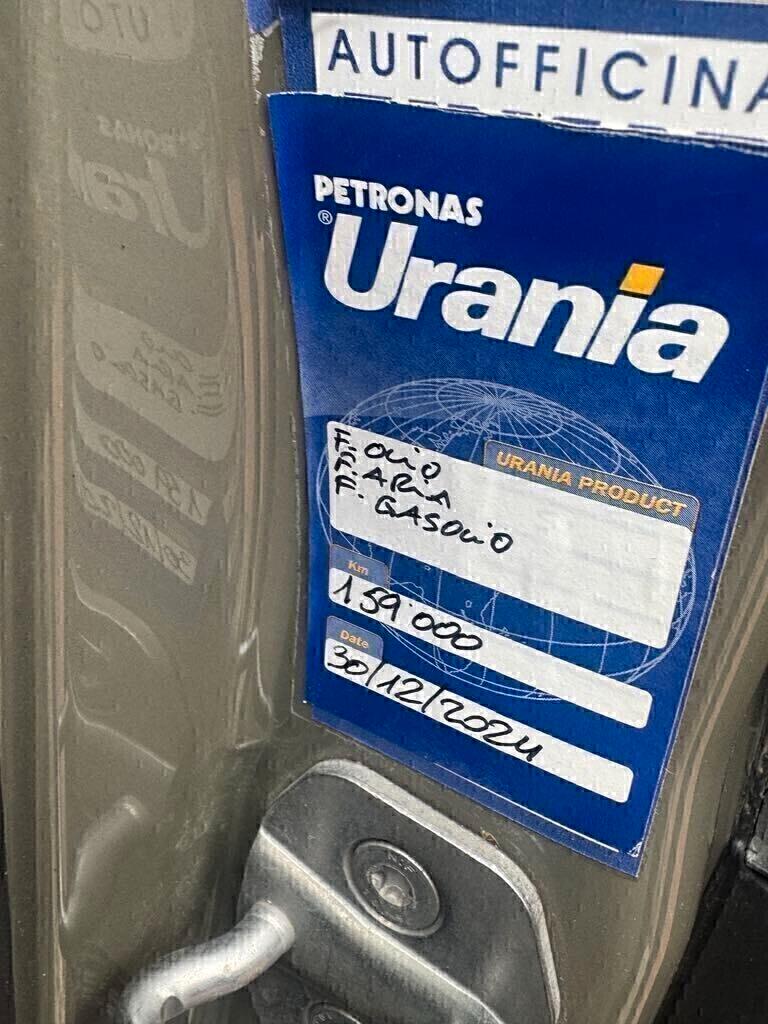 AUTOFFICINA
PETRONAS
Urania®
URANIA PRODUCT
F. OLIO
F. ARIA
F. GASOLIO
Km
159.000
Date
30/12/2024